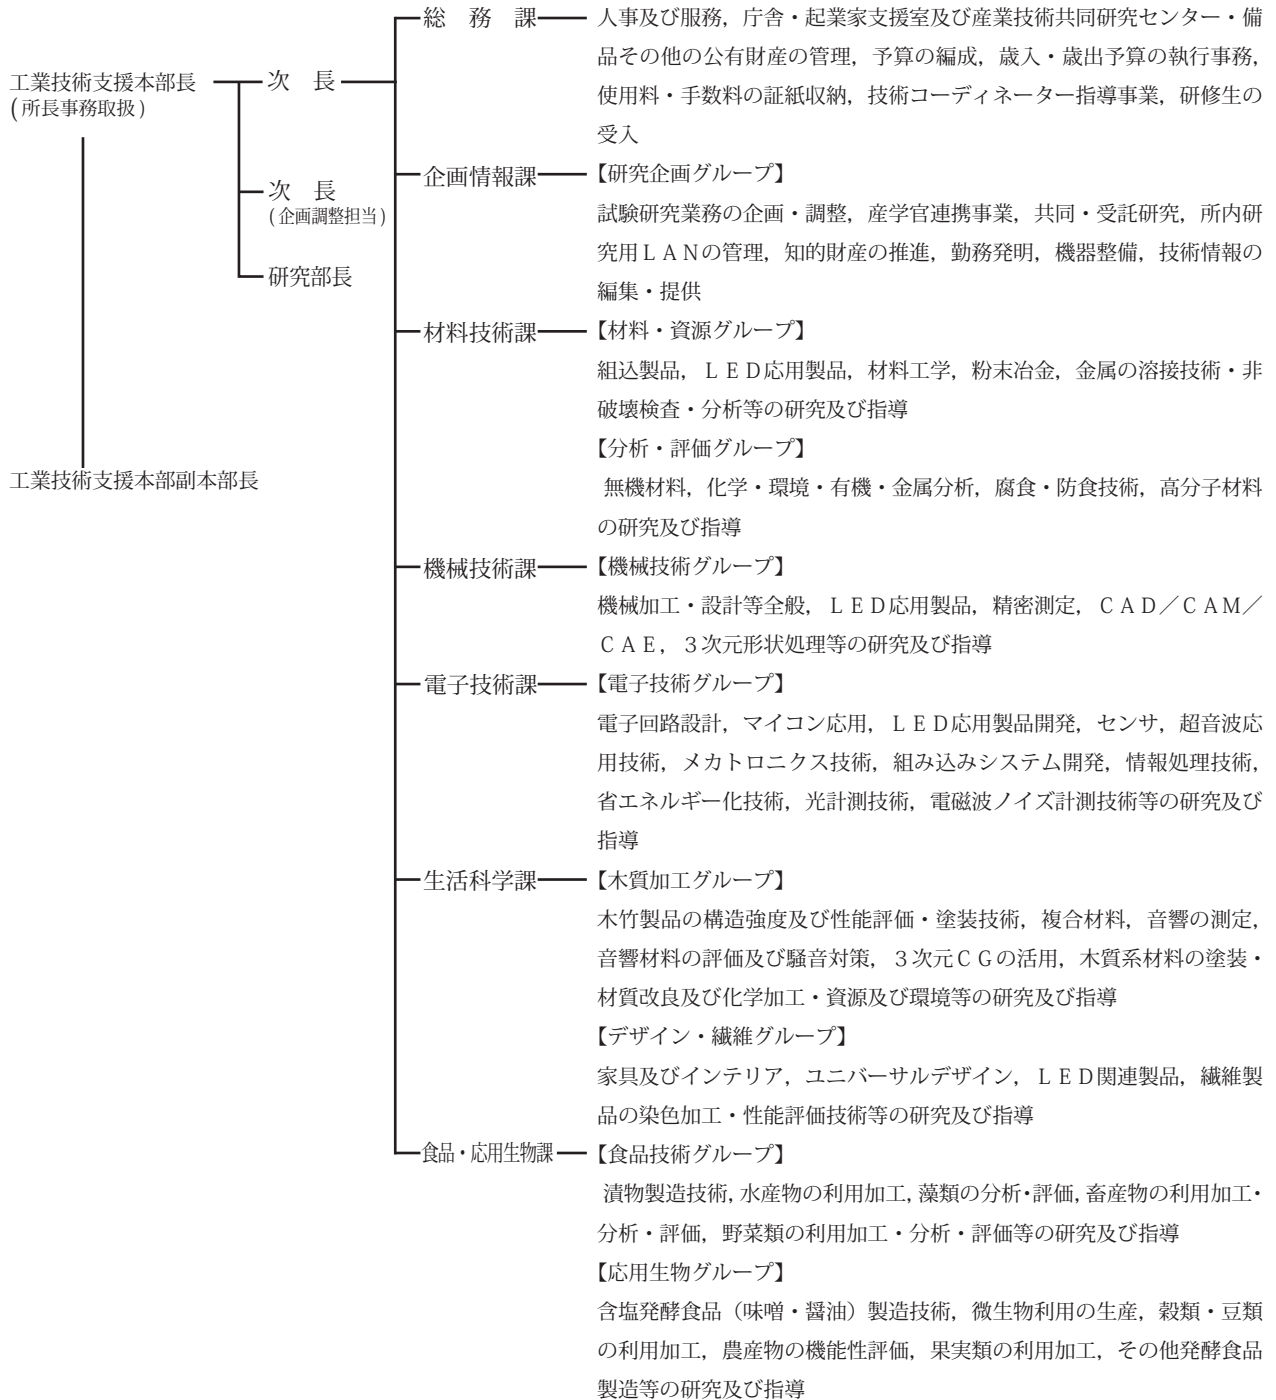 工業技術支援本部長
(所長事務取扱)
工業技術支援本部副本部長
次　長
次　長
(企画調整担当)
研究部長
総　務　課
人事及び服務，庁舎・起業家支援室及び産業技術共同研究センター・備
品その他の公有財産の管理，予算の編成，歳入・歳出予算の執行事務，
使用料・手数料の証紙収納，技術コーディネーター指導事業，研修生の
受入
企画情報課
【研究企画グループ】
試験研究業務の企画・調整，産学官連携事業，共同・受託研究，所内研
究用ＬＡＮの管理，知的財産の推進，勤務発明，機器整備，技術情報の
編集・提供
材料技術課
【材料・資源グループ】
組込製品，ＬＥＤ応用製品，材料工学，粉末冶金，金属の溶接技術・非
破壊検査・分析等の研究及び指導
【分析・評価グループ】
無機材料，化学・環境・有機・金属分析，腐食・防食技術，高分子材料
の研究及び指導
機械技術課
【機械技術グループ】
機械加工・設計等全般，ＬＥＤ応用製品，精密測定，ＣＡＤ／ＣＡＭ／
ＣＡＥ，３次元形状処理等の研究及び指導
電子技術課
【電子技術グループ】
電子回路設計，マイコン応用，ＬＥＤ応用製品開発，センサ，超音波応
用技術，メカトロニクス技術，組み込みシステム開発，情報処理技術，
省エネルギー化技術，光計測技術，電磁波ノイズ計測技術等の研究及び
指導
生活科学課
【木質加工グループ】
木竹製品の構造強度及び性能評価・塗装技術，複合材料，音響の測定，
音響材料の評価及び騒音対策，３次元ＣＧの活用，木質系材料の塗装・
材質改良及び化学加工・資源及び環境等の研究及び指導
【デザイン・繊維グループ】
家具及びインテリア，ユニバーサルデザイン，ＬＥＤ関連製品，繊維製
品の染色加工・性能評価技術等の研究及び指導
食品・応用生物課
【食品技術グループ】
漬物製造技術，水産物の利用加工，藻類の分析・評価，畜産物の利用加工・
分析・評価，野菜類の利用加工・分析・評価等の研究及び指導
【応用生物グループ】
含塩発酵食品（味噌・醤油）製造技術，微生物利用の生産，穀類・豆類
の利用加工，農産物の機能性評価，果実類の利用加工，その他発酵食品
製造等の研究及び指導